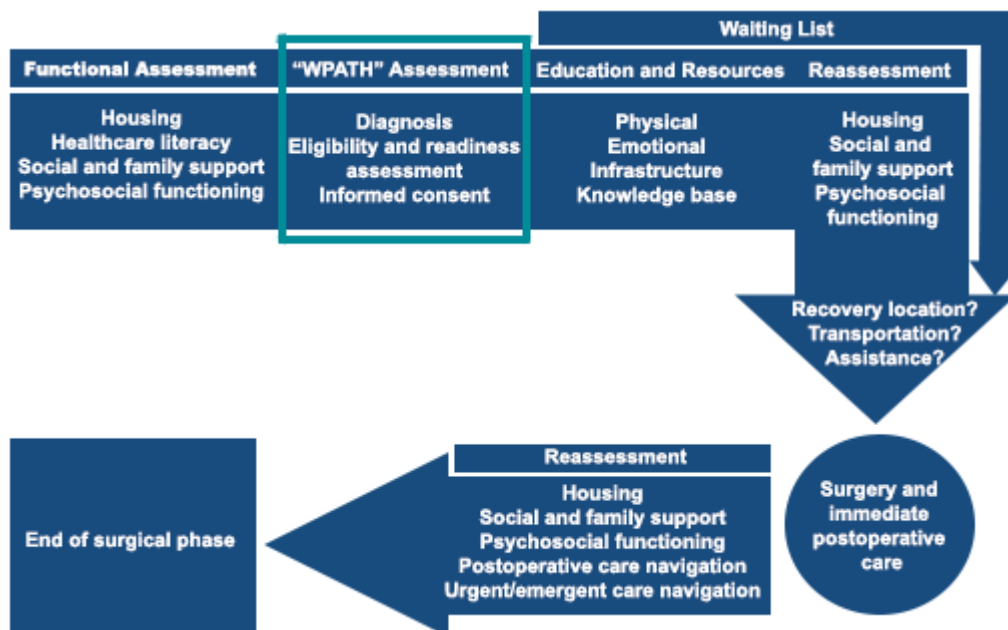 Waiting List
Functional Assessment
Housing
Healthcare literacy
Social and family support
Psychosocial functioning
“WPATH” Assessment
Diagnosis
Eligibility and readiness
assessment
Informed consent
Education and Resources
Physical
Emotional
Infrastructure
Knowledge base
Reassessment
Housing
Social and
family support
Psychosocial
functioning
Recovery location?
Transportation?
Assistance?
Surgery and
immediate
postoperative
care
Reassessment
Housing
Social and family support
Psychosocial functioning
Postoperative care navigation
Urgent/emergent care navigation
End of surgical phase